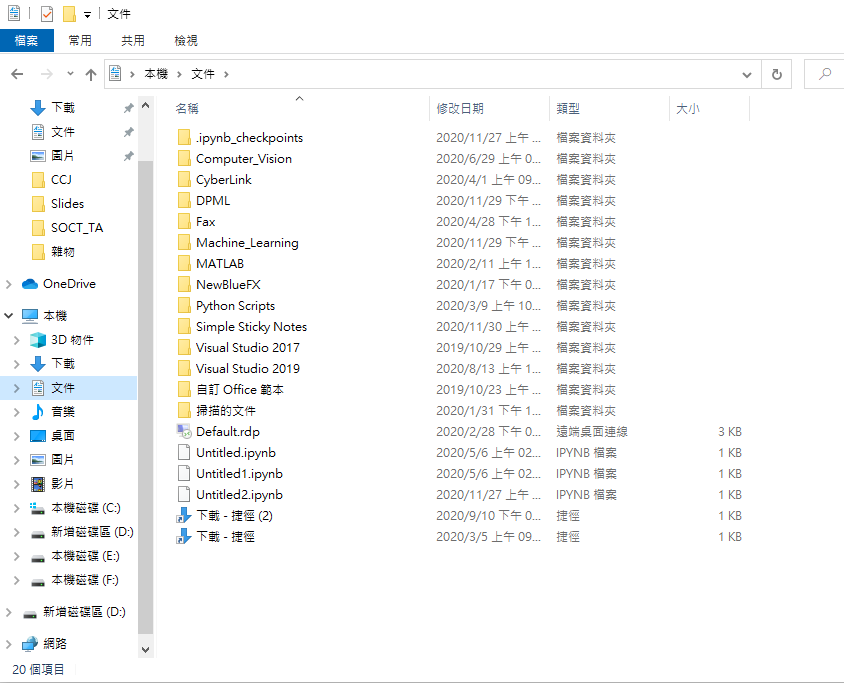 文件
檔案 常用 共用 檢視
本機 文件
下載
文件
圖片
CCJ
Slides
SOCT_TA
雜物
OneDrive
本機
3D 物件
下載
文件
音樂
桌面
圖片
影片
本機磁碟 (C:)
新增磁碟區 (D:)
本機磁碟 (E:)
本機磁碟 (F:)
新增磁碟區 (D:)
網路
名稱 修改日期 類型 大小
.ipynb_checkpoints 2020/11/27 上午 ... 檔案資料夾
Computer_Vision 2020/6/29 上午 0... 檔案資料夾
CyberLink 2020/4/1 上午 09... 檔案資料夾
DPML 2020/11/29 下午 ... 檔案資料夾
Fax 2020/4/28 下午 1... 檔案資料夾
Machine_Learning 2020/11/29 下午 ... 檔案資料夾
MATLAB 2020/2/11 上午 1... 檔案資料夾
NewBlueFX 2020/1/17 下午 0... 檔案資料夾
Python Scripts 2020/3/9 上午 10... 檔案資料夾
Simple Sticky Notes 2020/11/30 上午 ... 檔案資料夾
Visual Studio 2017 2019/10/29 上午 ... 檔案資料夾
Visual Studio 2019 2020/8/13 上午 1... 檔案資料夾
自訂 Office 範本 2019/10/23 上午 ... 檔案資料夾
掃描的文件 2020/1/31 下午 1... 檔案資料夾
Default.rdp 2020/2/28 下午 0... 遠端桌面連線 3 KB
Untitled.ipynb 2020/5/6 上午 02... IPYNB 檔案 1 KB
Untitled1.ipynb 2020/5/6 上午 02... IPYNB 檔案 1 KB
Untitled2.ipynb 2020/11/27 上午 ... IPYNB 檔案 1 KB
下載 - 捷徑 (2) 2020/9/10 下午 0... 捷徑 1 KB
下載 - 捷徑 2020/3/5 上午 09... 捷徑 1 KB
20 個項目